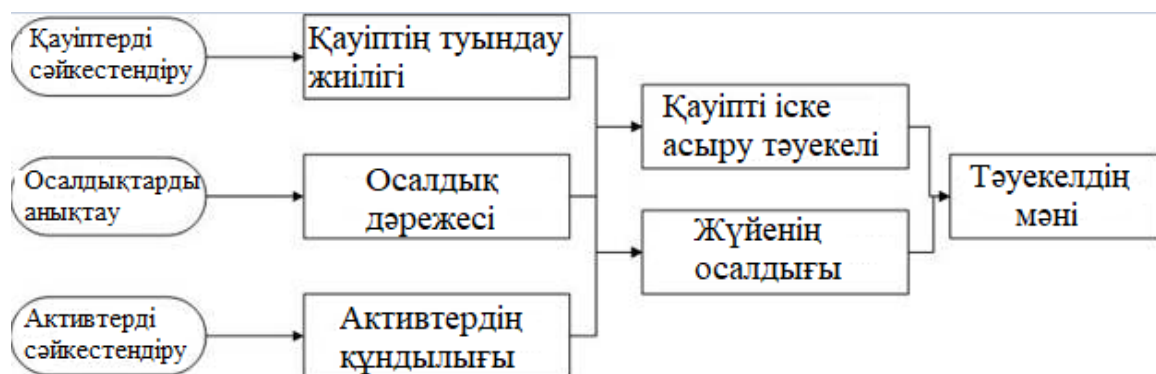 Қауіптерді
сәйкестендіру
Қауіптің туындау
жиілігі
Осалдықтарды
анықтау
Осалдық
дәрежесі
Активтерді
сәйкестендіру
Активтердің
құндылығы
Қауіпті іске
асыру тәуекелі
Жүйенің
осалдығы
Тәуекелдің
мәні